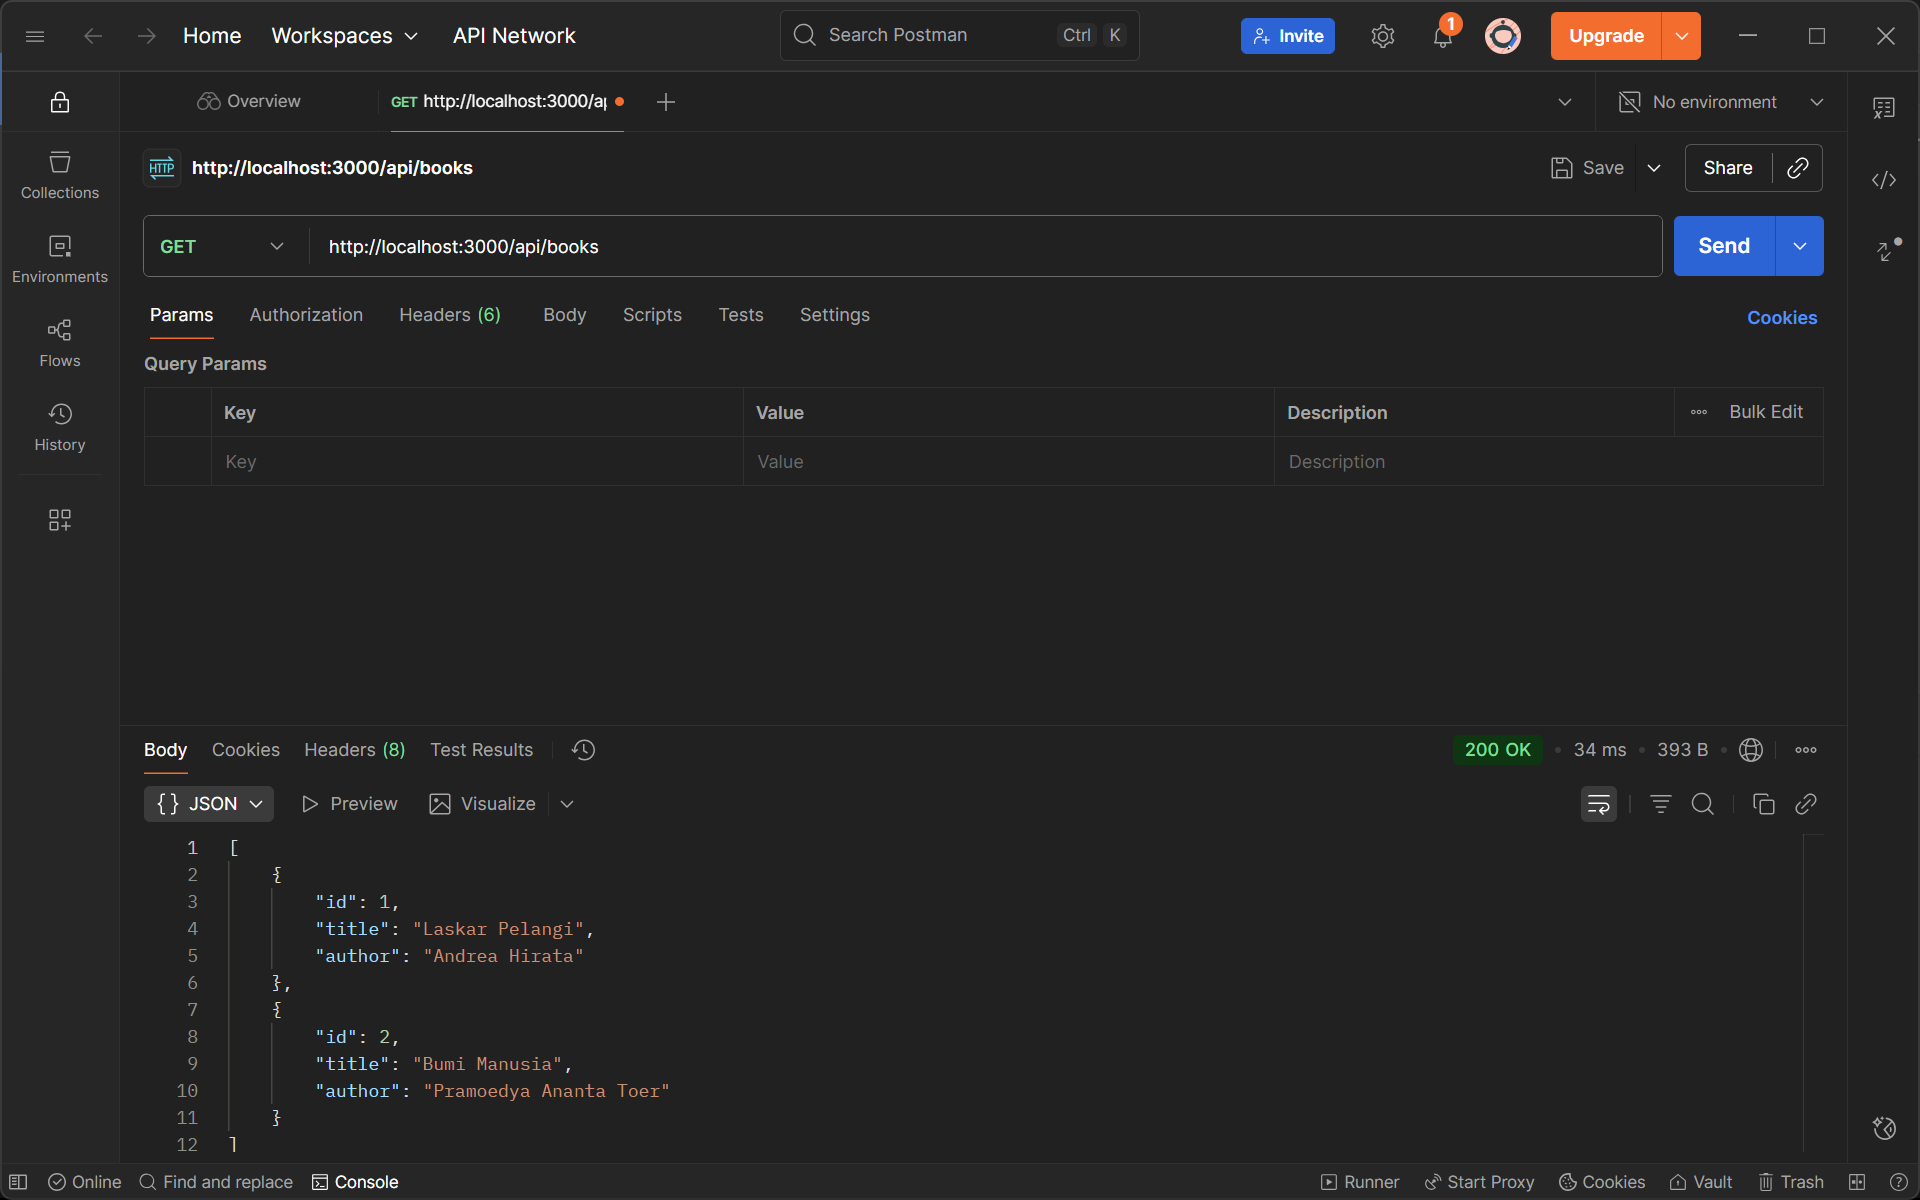 Home Workspaces API Network Search Postman Ctrl K Invite 1 Upgrade
Overview GET http://localhost:3000/ap No environment
HTTP http://localhost:3000/api/books Save Share
Collections
GET http://localhost:3000/api/books Send
Environments
Params Authorization Headers (6) Body Scripts Tests Settings Cookies
Flows
Query Params
Key Value Description Bulk Edit
History
Key Value Description
Body Cookies Headers (8) Test Results 200 OK 34 ms 393 B
{} JSON Preview Visualize
1 [
2 {
3 "id": 1,
4 "title": "Laskar Pelangi",
5 "author": "Andrea Hirata"
6 },
7 {
8 "id": 2,
9 "title": "Bumi Manusia",
10 "author": "Pramoedya Ananta Toer"
11 }
12 ]
Online Find and replace Console Runner Start Proxy Cookies Vault Trash